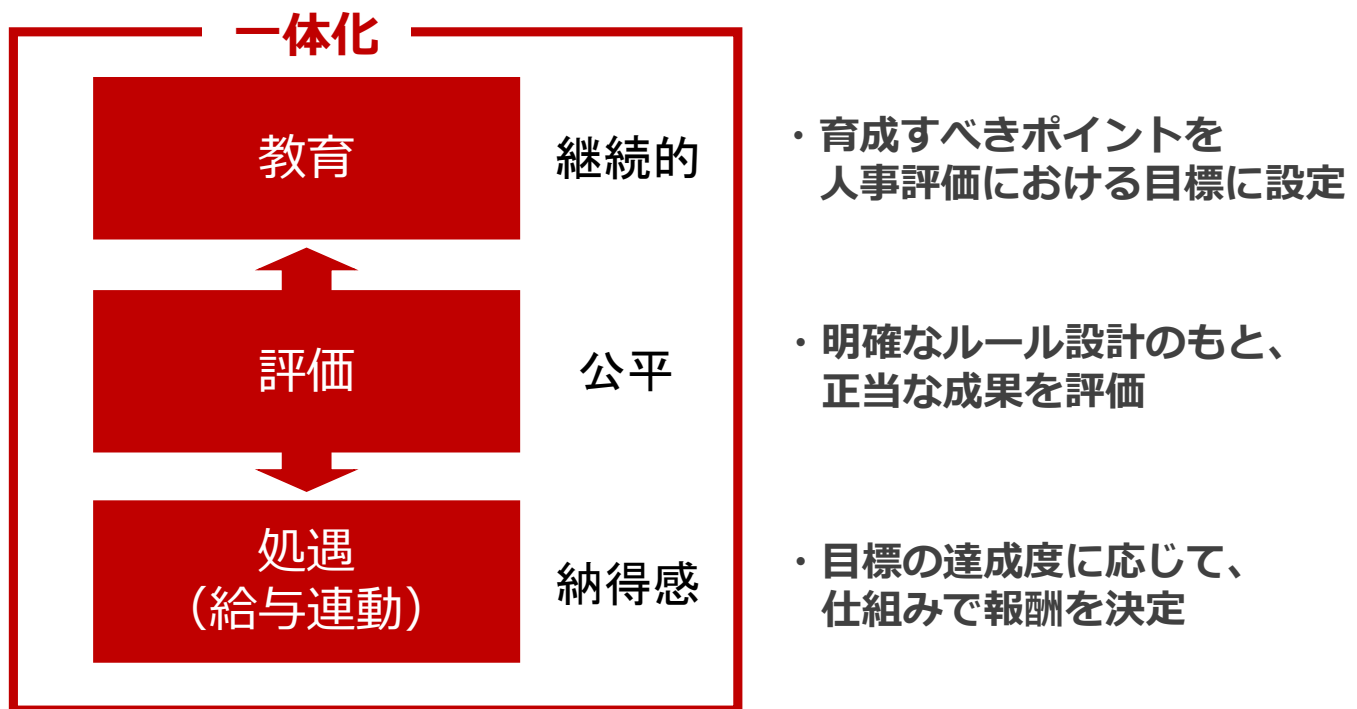 一体化
教育
継続的
・育成すべきポイントを
人事評価における目標に設定
評価
公平
・明確なルール設計のもと、
正当な成果を評価
処遇
（給与連動）
納得感
・目標の達成度に応じて、
仕組みで報酬を決定